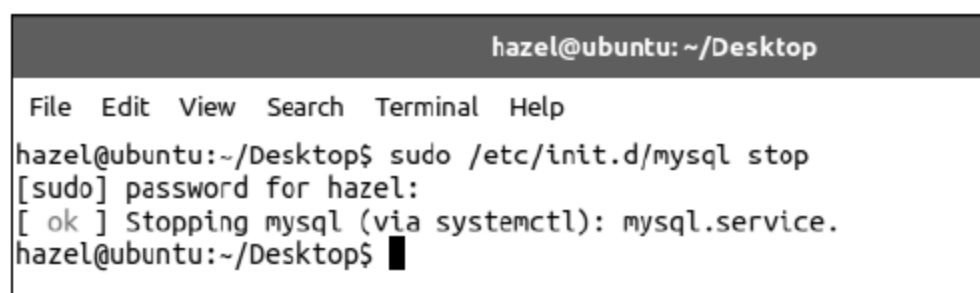 hazel@ubuntu: ~/Desktop
File Edit View Search Terminal Help
hazel@ubuntu:~/Desktop$ sudo /etc/init.d/mysql stop
[sudo] password for hazel:
[ ok ] Stopping mysql (via systemctl): mysql.service.
hazel@ubuntu:~/Desktop$